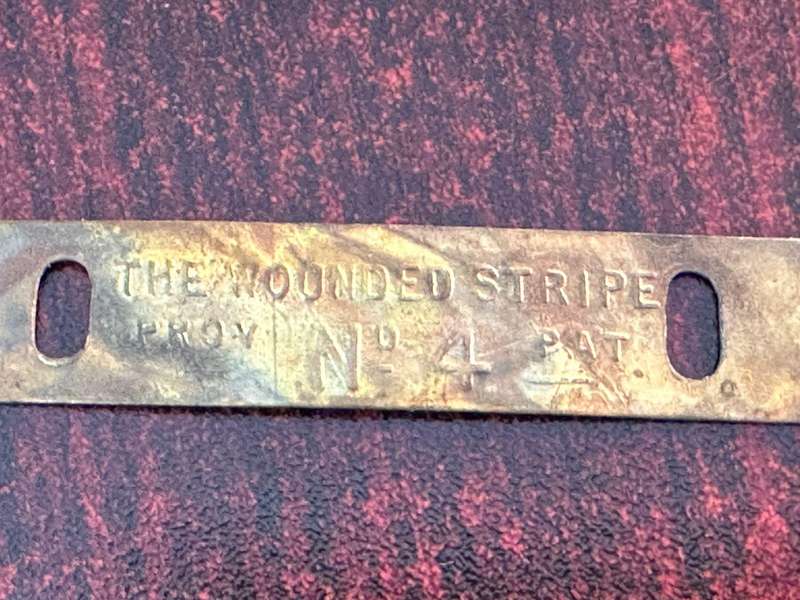 THE WOUNDED STRIPE
PROV Nº 4 PAT